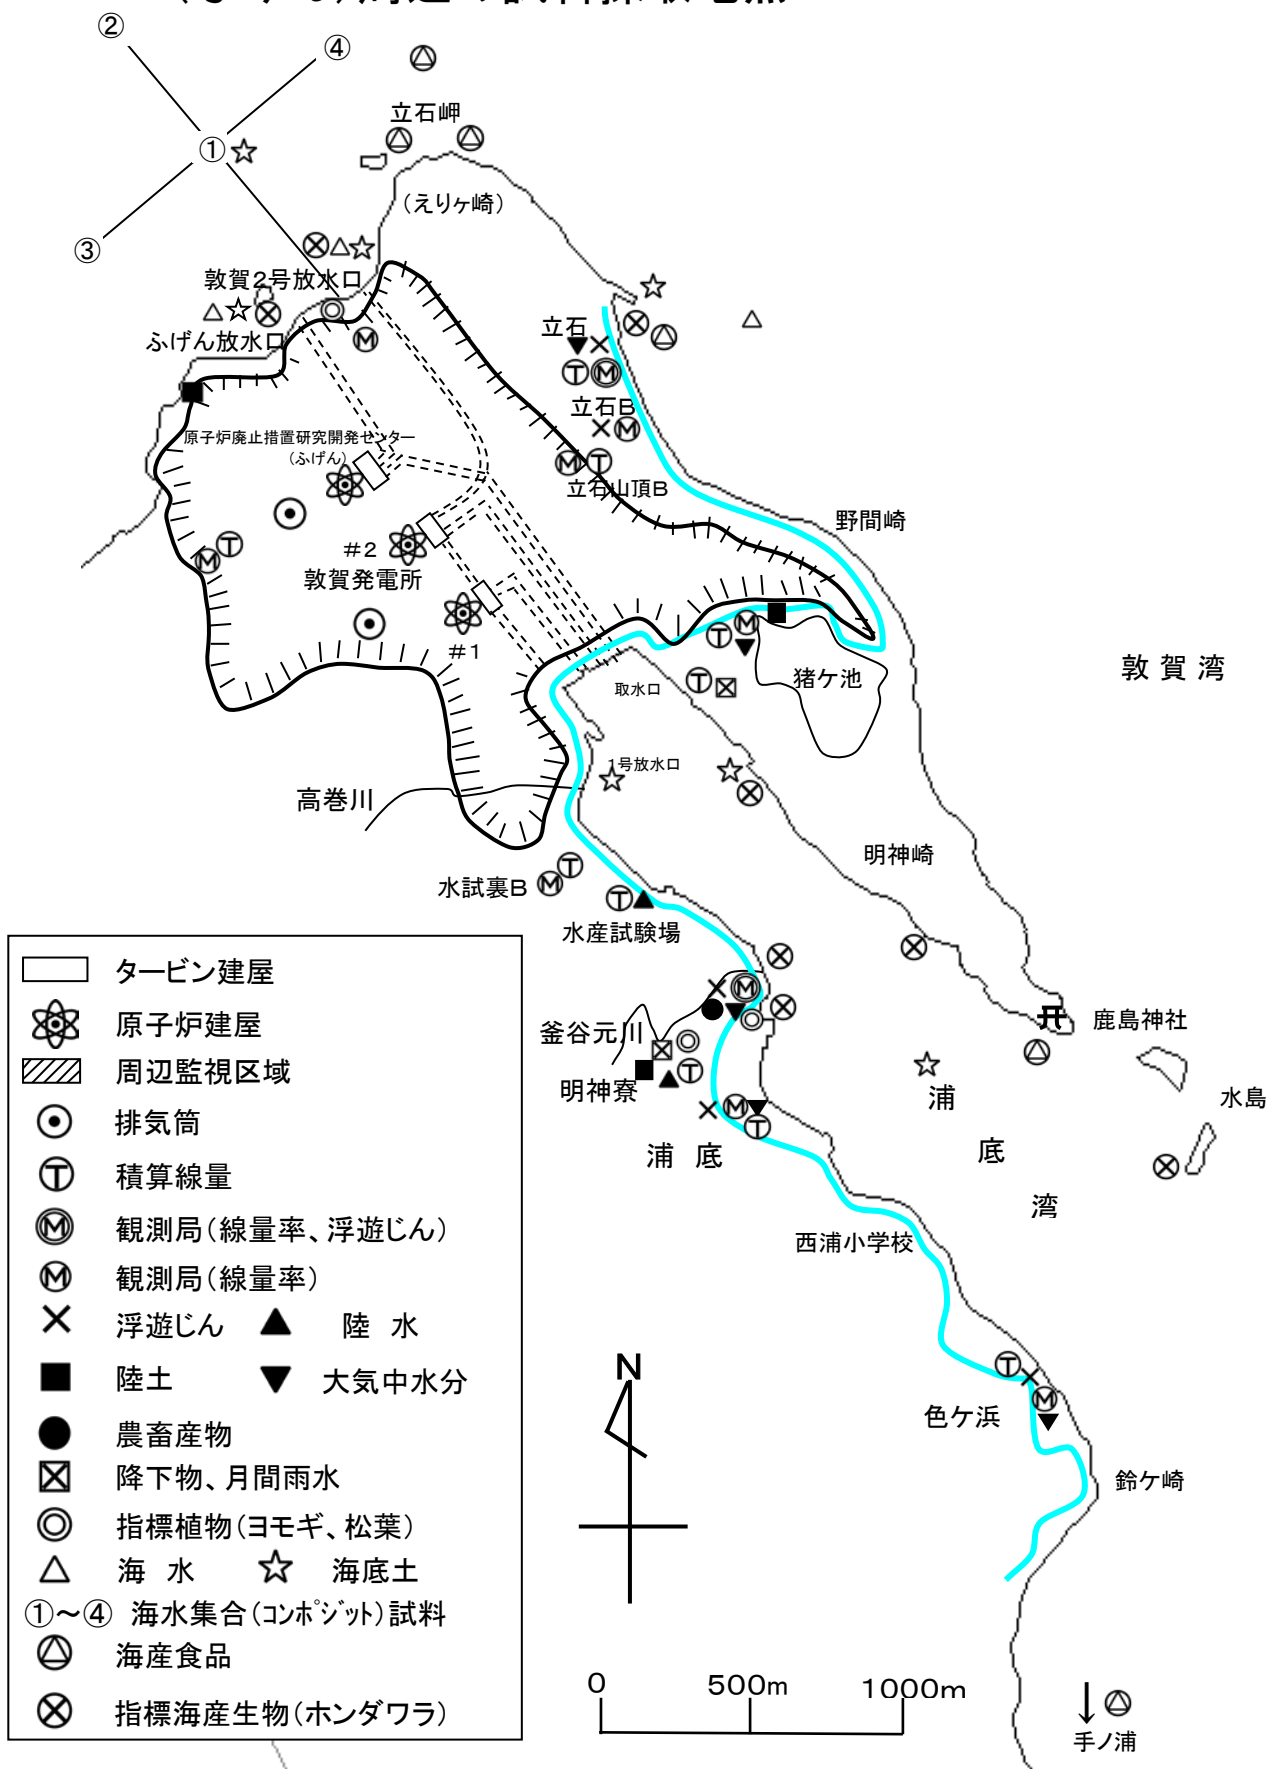 ②
④
立石岬
①
(えりヶ崎)
③
敦賀2号放水口
ふげん放水口
立石
Ⓣ Ⓜ
立石B
Ⓜ
原子炉廃止措置研究開発センター
(ふげん)
Ⓜ Ⓣ
立石山頂B
野間崎
#2
敦賀発電所
Ⓜ Ⓣ
#1
Ⓣ Ⓜ
猪ケ池
敦賀湾
取水口
1号放水口
高巻川
明神崎
水試裏B
水産試験場
釜谷元川
鹿島神社
明神寮
浦底湾
水島
浦底
西浦小学校
色ケ浜
鈴ケ崎
タービン建屋
原子炉建屋
周辺監視区域
排気筒
Ⓣ 積算線量
Ⓜ 観測局(線量率、浮遊じん)
Ⓜ 観測局(線量率)
浮遊じん 陸水
陸土 大気中水分
農畜産物
降下物、月間雨水
指標植物(ヨモギ、松葉)
海水 海底土
①～④ 海水集合(コンポジット)試料
海産食品
指標海産生物(ホンダワラ)
N
0 500m 1000m
手ノ浦